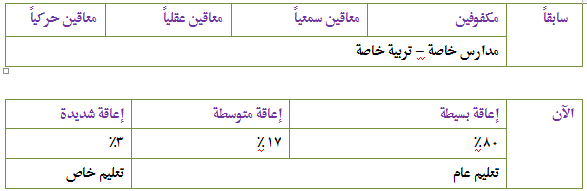 سابقاً مكفوفين معاقين سمعياً معاقين عقلياً معاقين حركياً
مدارس خاصة – تربية خاصة
الآن إعاقة بسيطة إعاقة متوسطة إعاقة شديدة
٨٠٪ ١٧٪ ٣٪
تعليم عام تعليم خاص